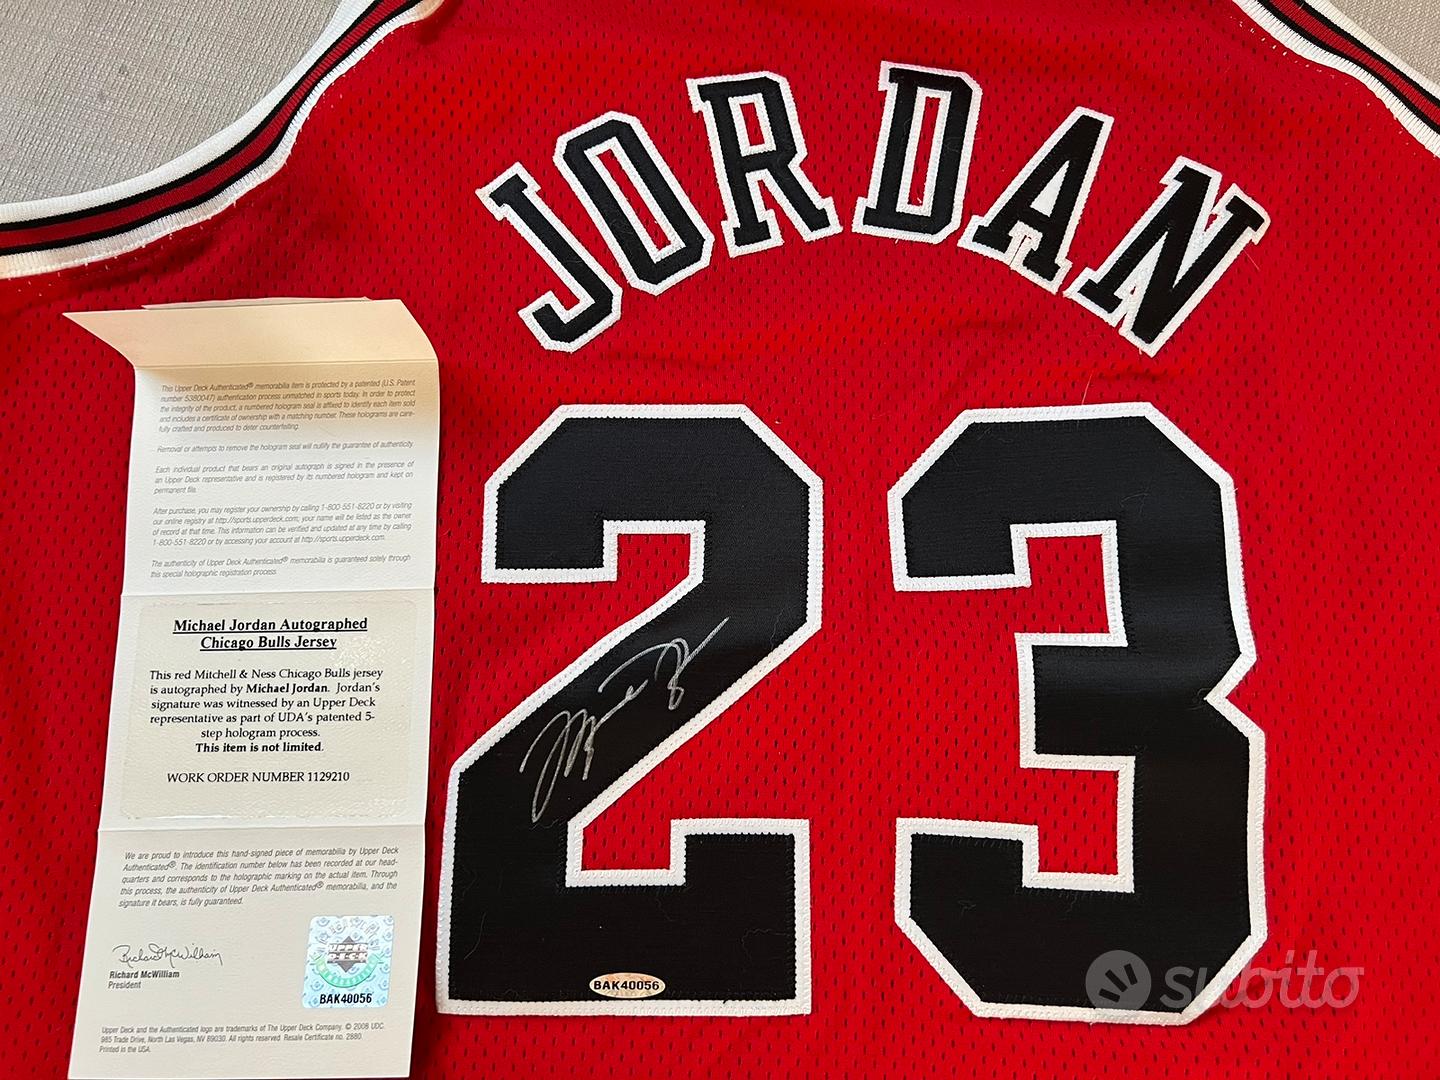 JORDAN
23
This Upper Deck Authenticated® memorabilia item is protected by a patented (U.S. Patent
number 5380047) authentication process unmatched in sports today. In order to protect
the integrity of the product, a numbered hologram seal is affixed to identify each item sold
and includes a certificate of ownership with a matching number. These holograms are care-
fully crafted and produced to deter counterfeiting.
Removal or attempts to remove the hologram seal will nullify the guarantee of authenticity.
Each individual product that bears an original autograph is signed in the presence of
an Upper Deck representative and is registered by its numbered hologram and kept on
permanent file.
After purchase, you may register your ownership by calling 1-800-551-8220 or by visiting
our online registry at http://sports.upperdeck.com; your name will be listed as the owner
of record at that time. This information can be verified and updated at any time by calling
1-800-551-8220 or by accessing your account at http://sports.upperdeck.com.
The authenticity of Upper Deck Authenticated® memorabilia is guaranteed solely through
this special holographic registration process.
Michael Jordan Autographed
Chicago Bulls Jersey
This red Mitchell & Ness Chicago Bulls jersey
is autographed by Michael Jordan. Jordan's
signature was witnessed by an Upper Deck
representative as part of UDA's patented 5-
step hologram process.
This item is not limited.
WORK ORDER NUMBER 1129210
We are proud to introduce this hand-signed piece of memorabilia by Upper Deck
Authenticated®. The identification number below has been recorded at our head-
quarters and corresponds to the holographic marking on the actual item. Through
this process, the authenticity of Upper Deck Authenticated® memorabilia, and the
signature it bears, is fully guaranteed.
Richard McWilliam
Richard McWilliam
President
UPPER
DECK
BAK40056
Upper Deck and the Authenticated logo are trademarks of The Upper Deck Company. © 2008 UDC.
985 Trade Drive, North Las Vegas, NV 89030. All rights reserved. Resale Certificate no. 2880.
Printed in the USA.
BAK40056
subito